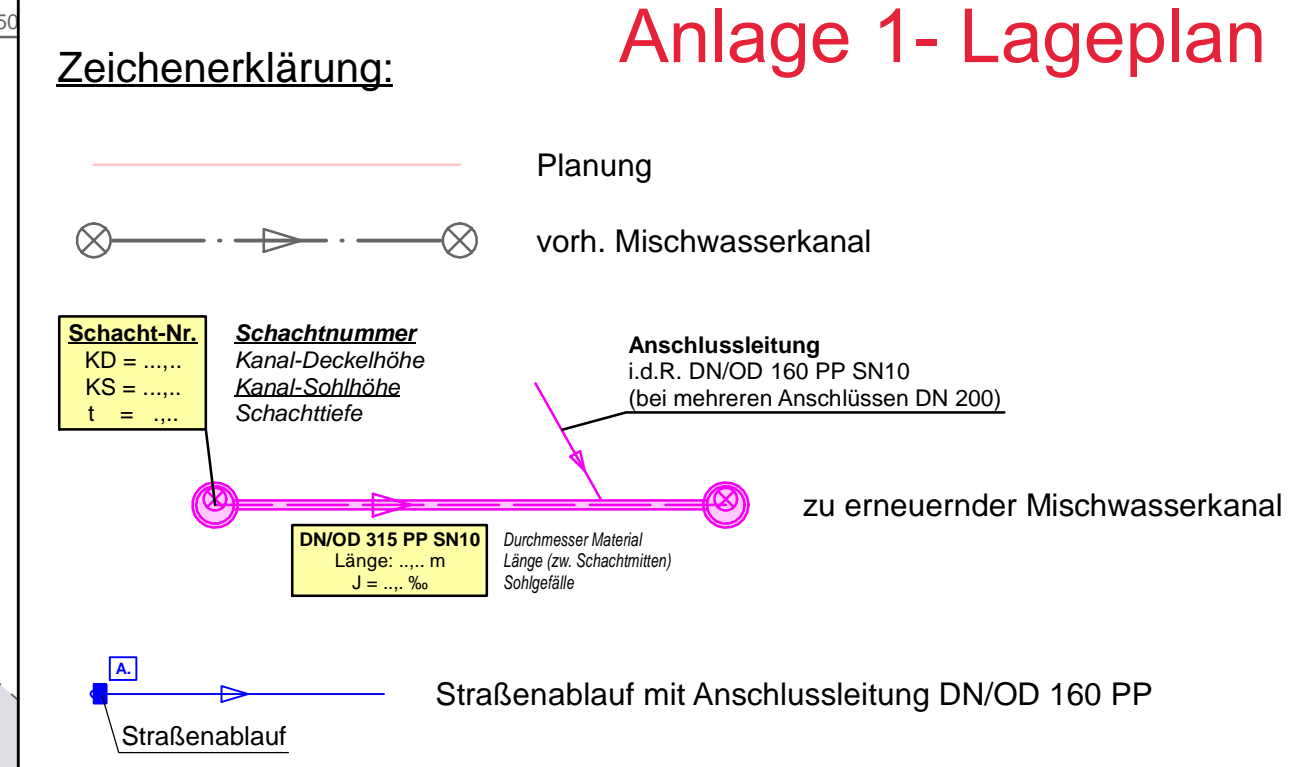 50
Anlage 1- Lageplan
Zeichenerklärung:
Planung
vorh. Mischwasserkanal
Schacht-Nr.
KD = ...,..
KS = ...,..
t = .,..
Schachtnummer
Kanal-Deckelhöhe
Kanal-Sohlhöhe
Schachttiefe
Anschlussleitung
i.d.R. DN/OD 160 PP SN10
(bei mehreren Anschlüssen DN 200)
zu erneuernder Mischwasserkanal
DN/OD 315 PP SN10
Länge: ..,.. m
J = ..,. ‰
Durchmesser Material
Länge (zw. Schachtmitten)
Sohlgefälle
A.
Straßenablauf mit Anschlussleitung DN/OD 160 PP
Straßenablauf